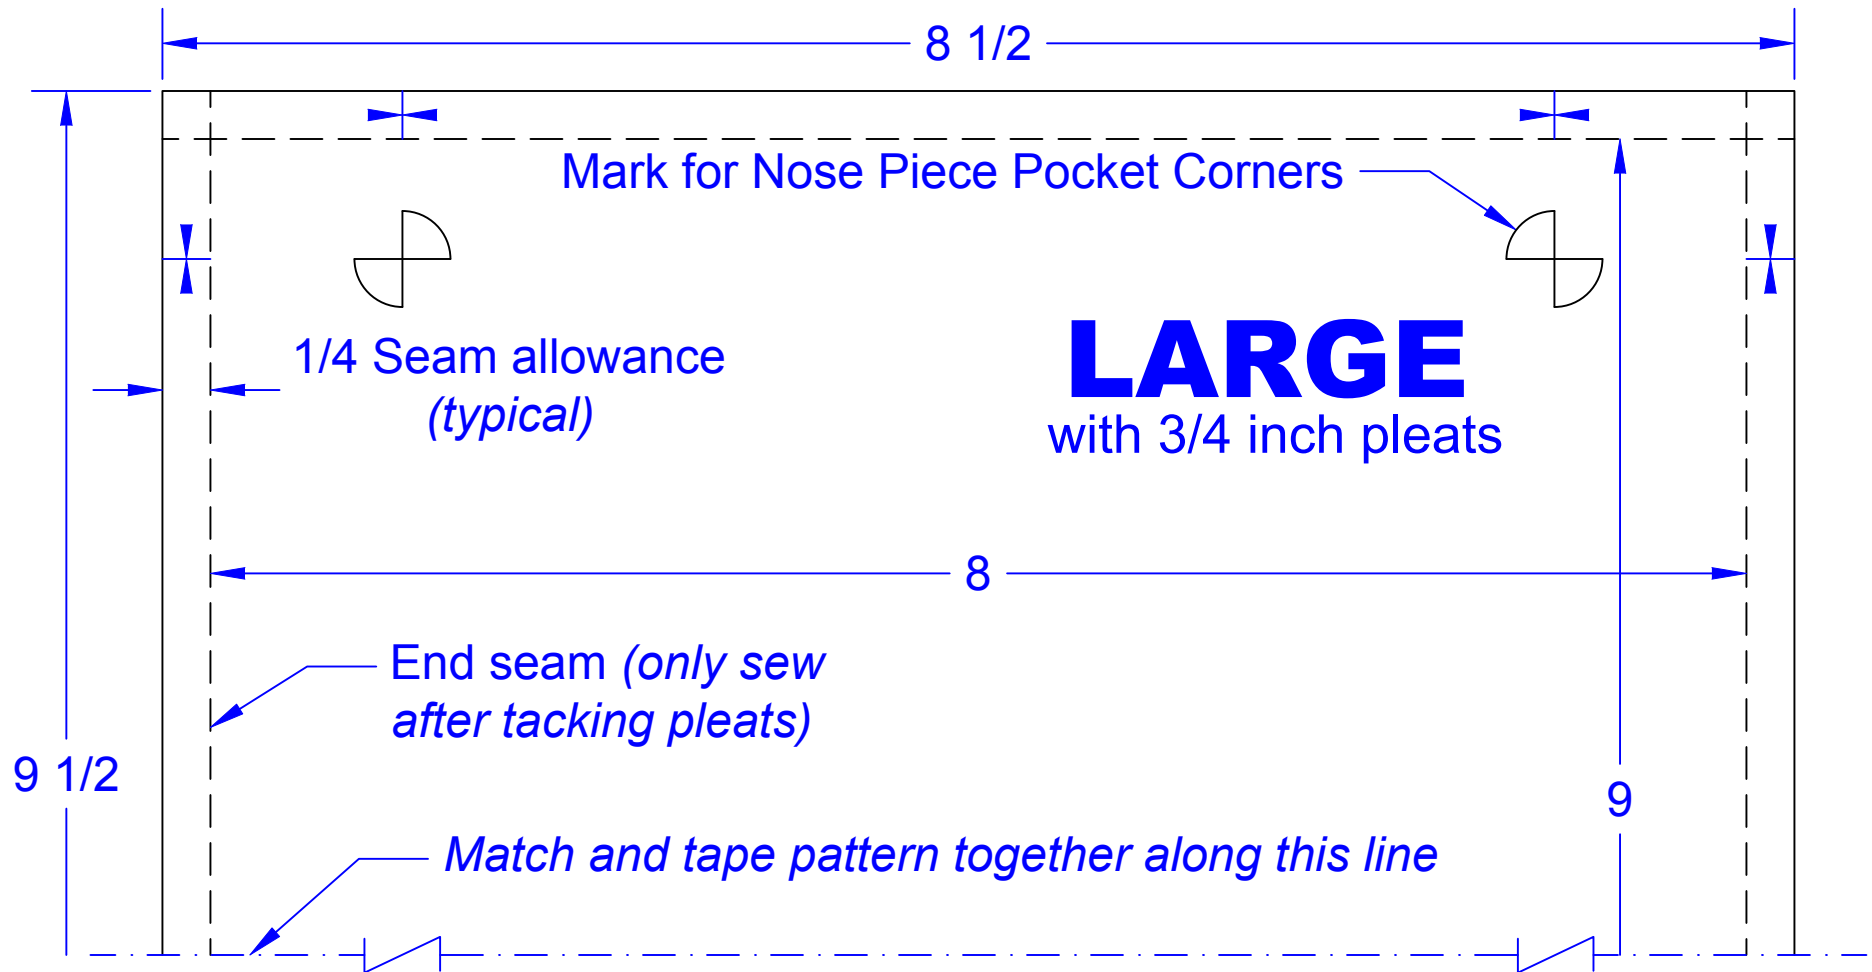 8 1/2
Mark for Nose Piece Pocket Corners
1/4 Seam allowance
(typical)
LARGE
with 3/4 inch pleats
8
End seam (only sew
after tacking pleats)
9 1/2
9
Match and tape pattern together along this line